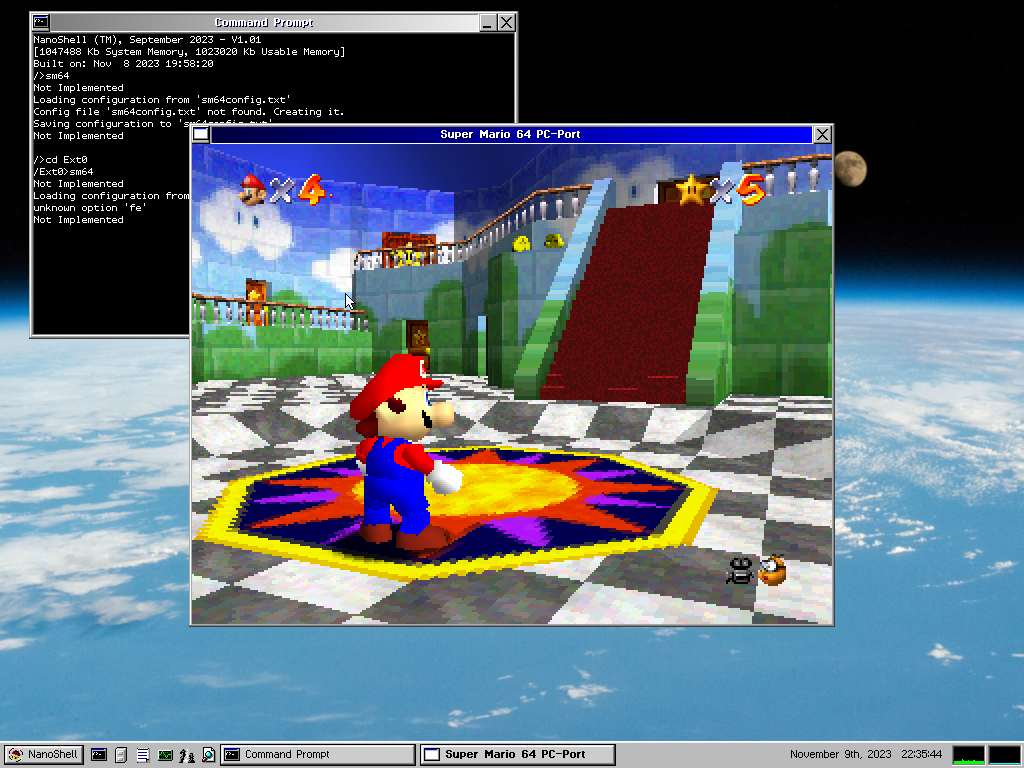 Command Prompt
NanoShell (TM), September 2023 - V1.01
[1047488 Kb System Memory, 1023020 Kb Usable Memory]
Built on: Nov  8 2023 19:58:20
/>sm64
Not Implemented
Loading configuration from 'sm64config.txt'
Config file 'sm64config.txt' not found. Creating it.
Saving configuration to 'sm64config.txt'
Not Implemented
/>cd Ext0
/Ext0>sm64
Not Implemented
Loading configuration from
unknown option 'fe'
Not Implemented
Super Mario 64 PC-Port
×4
×5
NanoShell
Command Prompt
Super Mario 64 PC-Port
November 9th, 2023 22:35:44